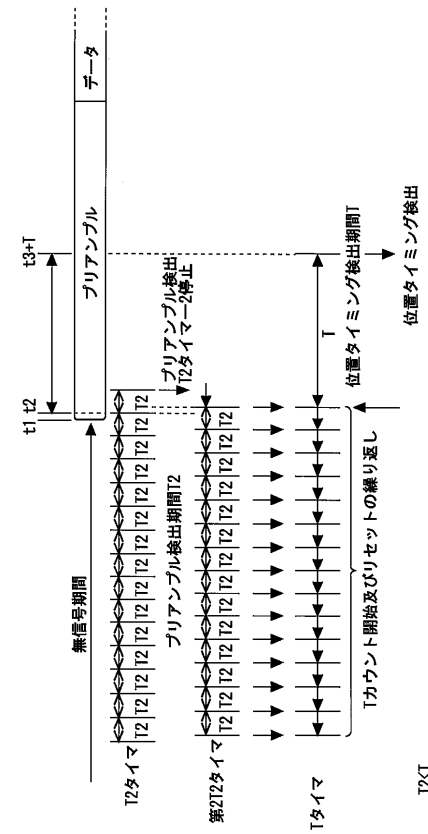 t1 t2 t3+T
無信号期間 プリアンプル データ
T2タイマ T2 T2 T2 T2 T2 T2 T2 T2 T2 T2 T2 T2 T2 T2 T2
プリアンプル検出期間T2 プリアンプル検出
T2タイマー2停止
第2T2タイマ T2 T2 T2 T2 T2 T2 T2 T2 T2 T2 T2 T2 T2 T2
Tタイマ T
位置タイミング検出期間T
Tカウント開始及びリセットの繰り返し
位置タイミング検出
T2<T